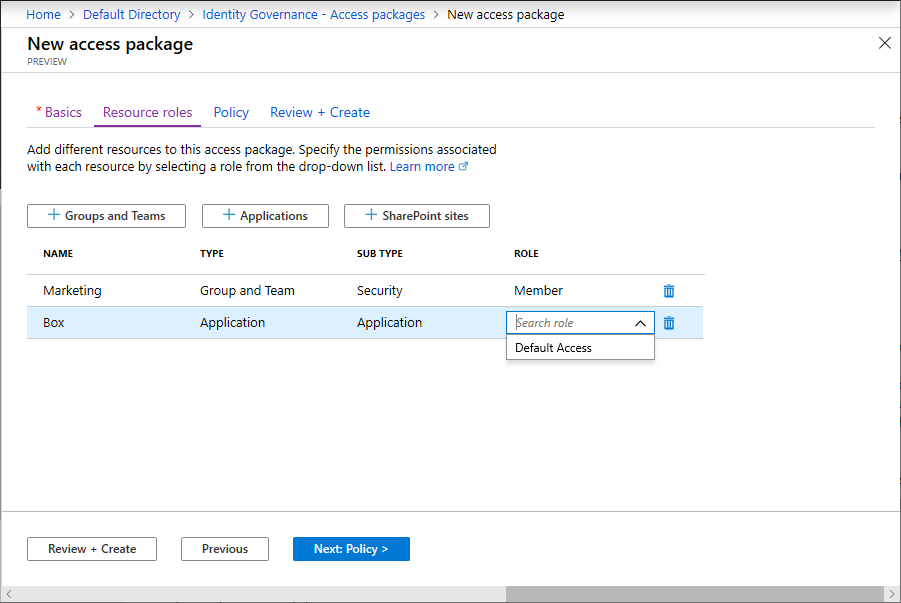 Home > Default Directory > Identity Governance - Access packages > New access package
New access package
PREVIEW
* Basics Resource roles Policy Review + Create
Add different resources to this access package. Specify the permissions associated
with each resource by selecting a role from the drop-down list. Learn more
+ Groups and Teams + Applications + SharePoint sites
NAME TYPE SUB TYPE ROLE
Marketing Group and Team Security Member
Box Application Application Search role
Default Access
Review + Create Previous Next: Policy >